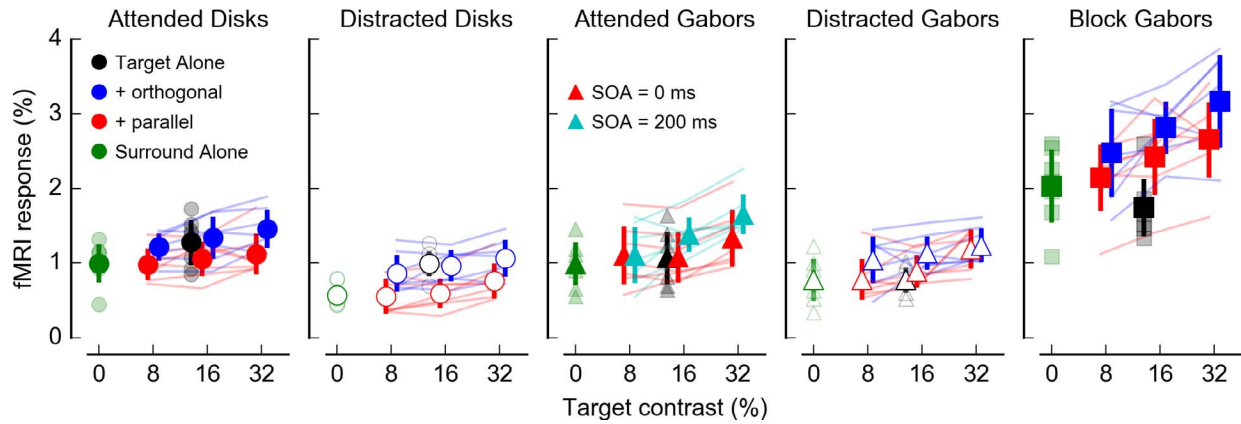 Attended Disks
Distracted Disks
Attended Gabors
Distracted Gabors
Block Gabors
fMRI response (%)
4
3
2
1
0
Target Alone
+ orthogonal
+ parallel
Surround Alone
SOA = 0 ms
SOA = 200 ms
0 8 16 32
0 8 16 32
0 8 16 32
0 8 16 32
0 8 16 32
Target contrast (%)